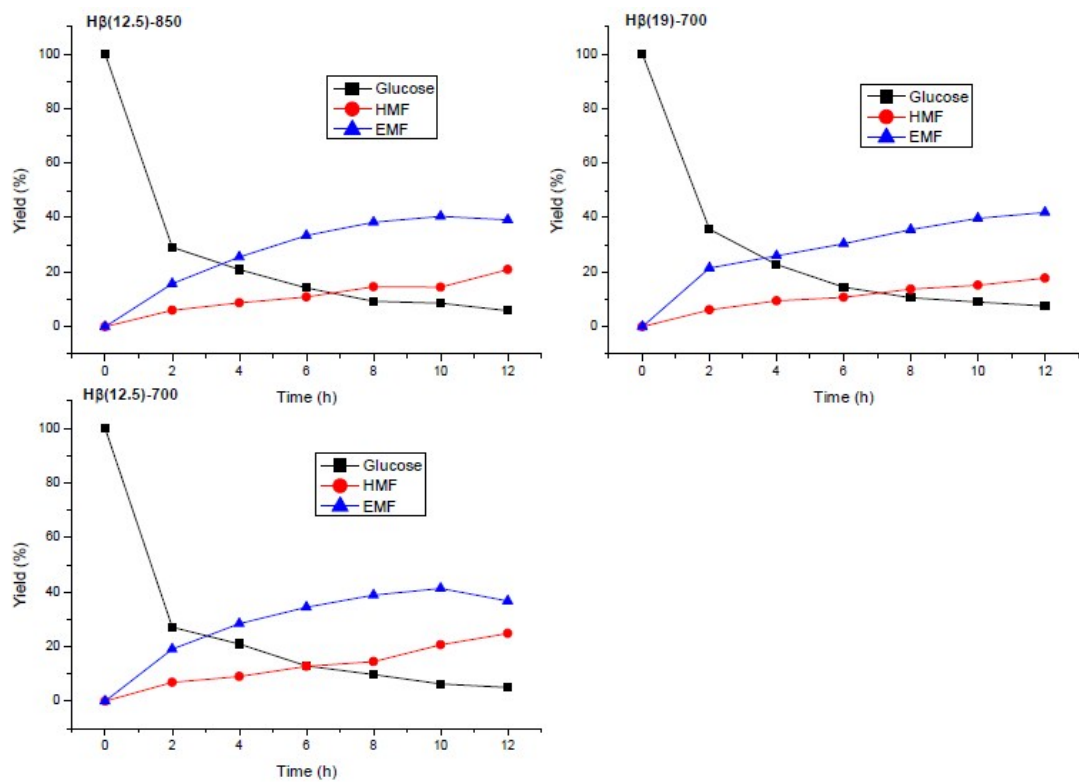 Hβ(12.5)-850
100
80
60
40
20
0
Yield (%)
Glucose
HMF
EMF
0 2 4 6 8 10 12
Time (h)
Hβ(19)-700
100
80
60
40
20
0
Yield (%)
Glucose
HMF
EMF
0 2 4 6 8 10 12
Time (h)
Hβ(12.5)-700
100
80
60
40
20
0
Yield (%)
Glucose
HMF
EMF
0 2 4 6 8 10 12
Time (h)